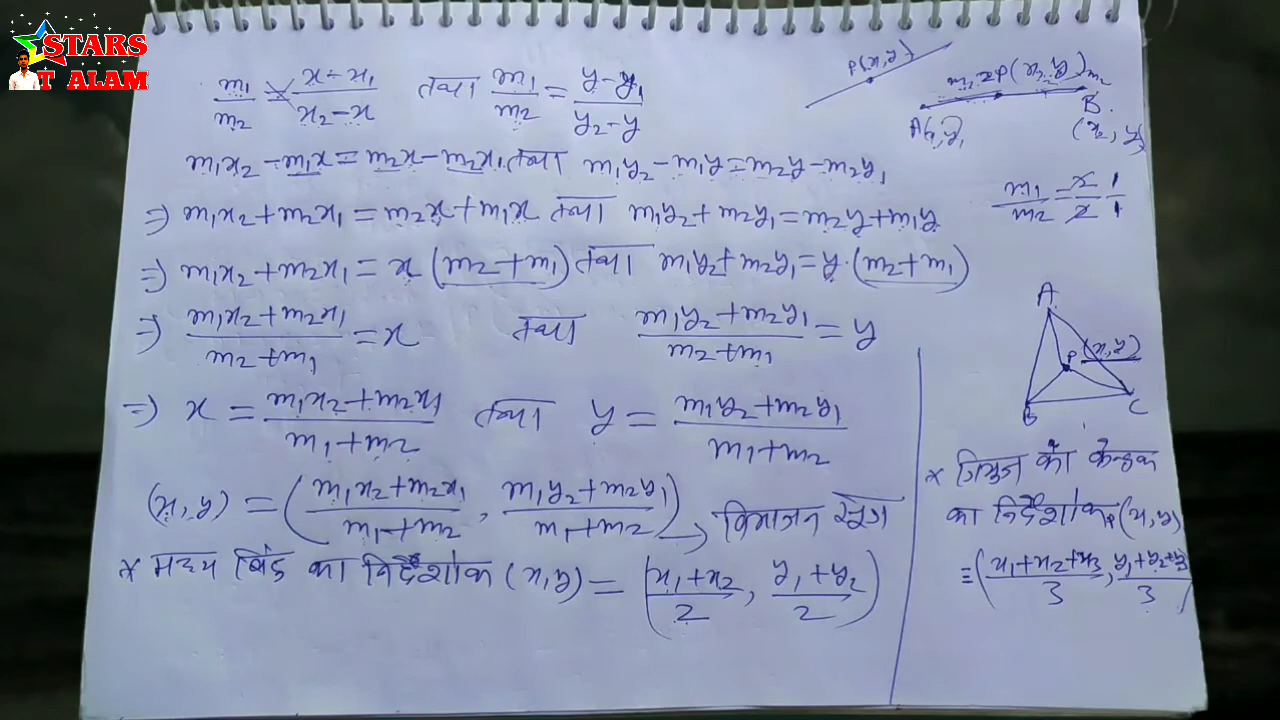 STARS
T ALAM
m₁/m₂ = (x - x₁)/(x₂ - x) तथा m₁/m₂ = (y - y₁)/(y₂ - y)
m₁x₂ - m₁x = m₂x - m₂x₁ तथा m₁y₂ - m₁y = m₂y - m₂y₁
⇒ m₁x₂ + m₂x₁ = m₂x + m₁x तथा m₁y₂ + m₂y₁ = m₂y + m₁y
⇒ m₁x₂ + m₂x₁ = x (m₂ + m₁) तथा m₁y₂ + m₂y₁ = y·(m₂ + m₁)
⇒ (m₁x₂ + m₂x₁)/(m₂ + m₁) = x तथा (m₁y₂ + m₂y₁)/(m₂ + m₁) = y
⇒ x = (m₁x₂ + m₂x₁)/(m₁ + m₂) तथा y = (m₁y₂ + m₂y₁)/(m₁ + m₂)
(x, y) = ((m₁x₂ + m₂x₁)/(m₁ + m₂), (m₁y₂ + m₂y₁)/(m₁ + m₂)) → विभाजन सूत्र
* मध्य बिंदु का निर्देशांक (x, y) = ((x₁ + x₂)/2, (y₁ + y₂)/2)
P(x, y)
P(x, y) m₂
B
(x₂, y₂)
m₁/m₂ = 1/1
A
P (x, y)
B C
* त्रिभुज का केन्द्रक
का निर्देशांक P(x, y)
≡ ((x₁ + x₂ + x₃)/3, (y₁ + y₂ + y₃)/3)